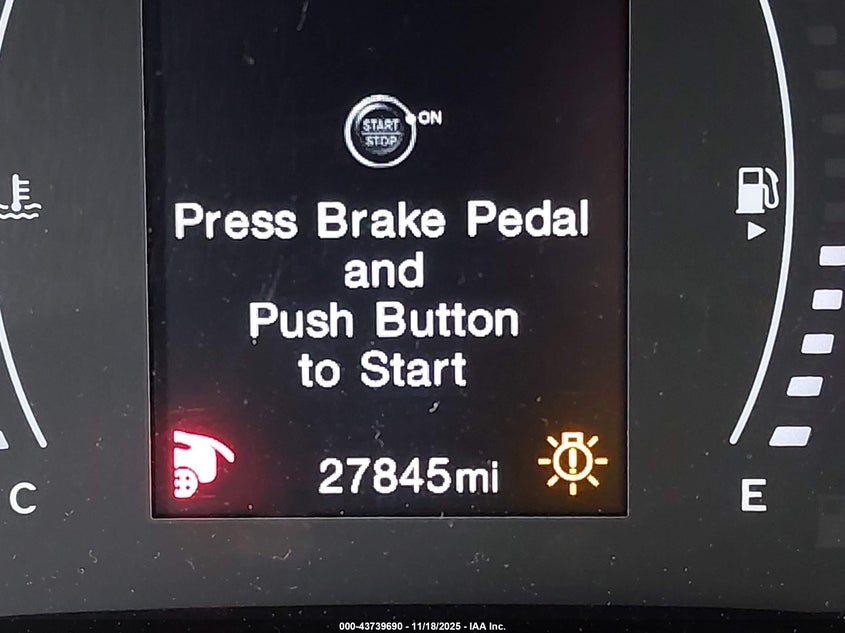 START
STOP
ON
Press Brake Pedal
and
Push Button
to Start
27845mi
C
E
000-43739690 - 11/18/2025 - IAA Inc.